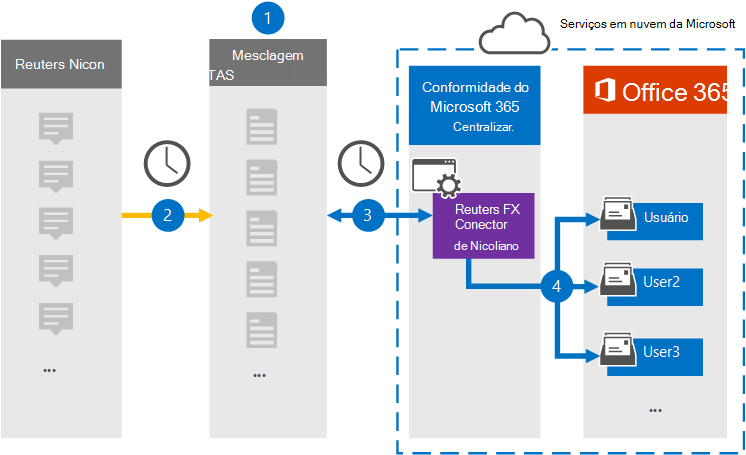 1
Serviços em nuvem da Microsoft
Reuters Nicon
Mesclagem
TAS
Conformidade do
Microsoft 365
Centralizar.
Office 365
2
3
Reuters FX
Conector
de Nicoliano
4
Usuário
User2
User3
...
...
...